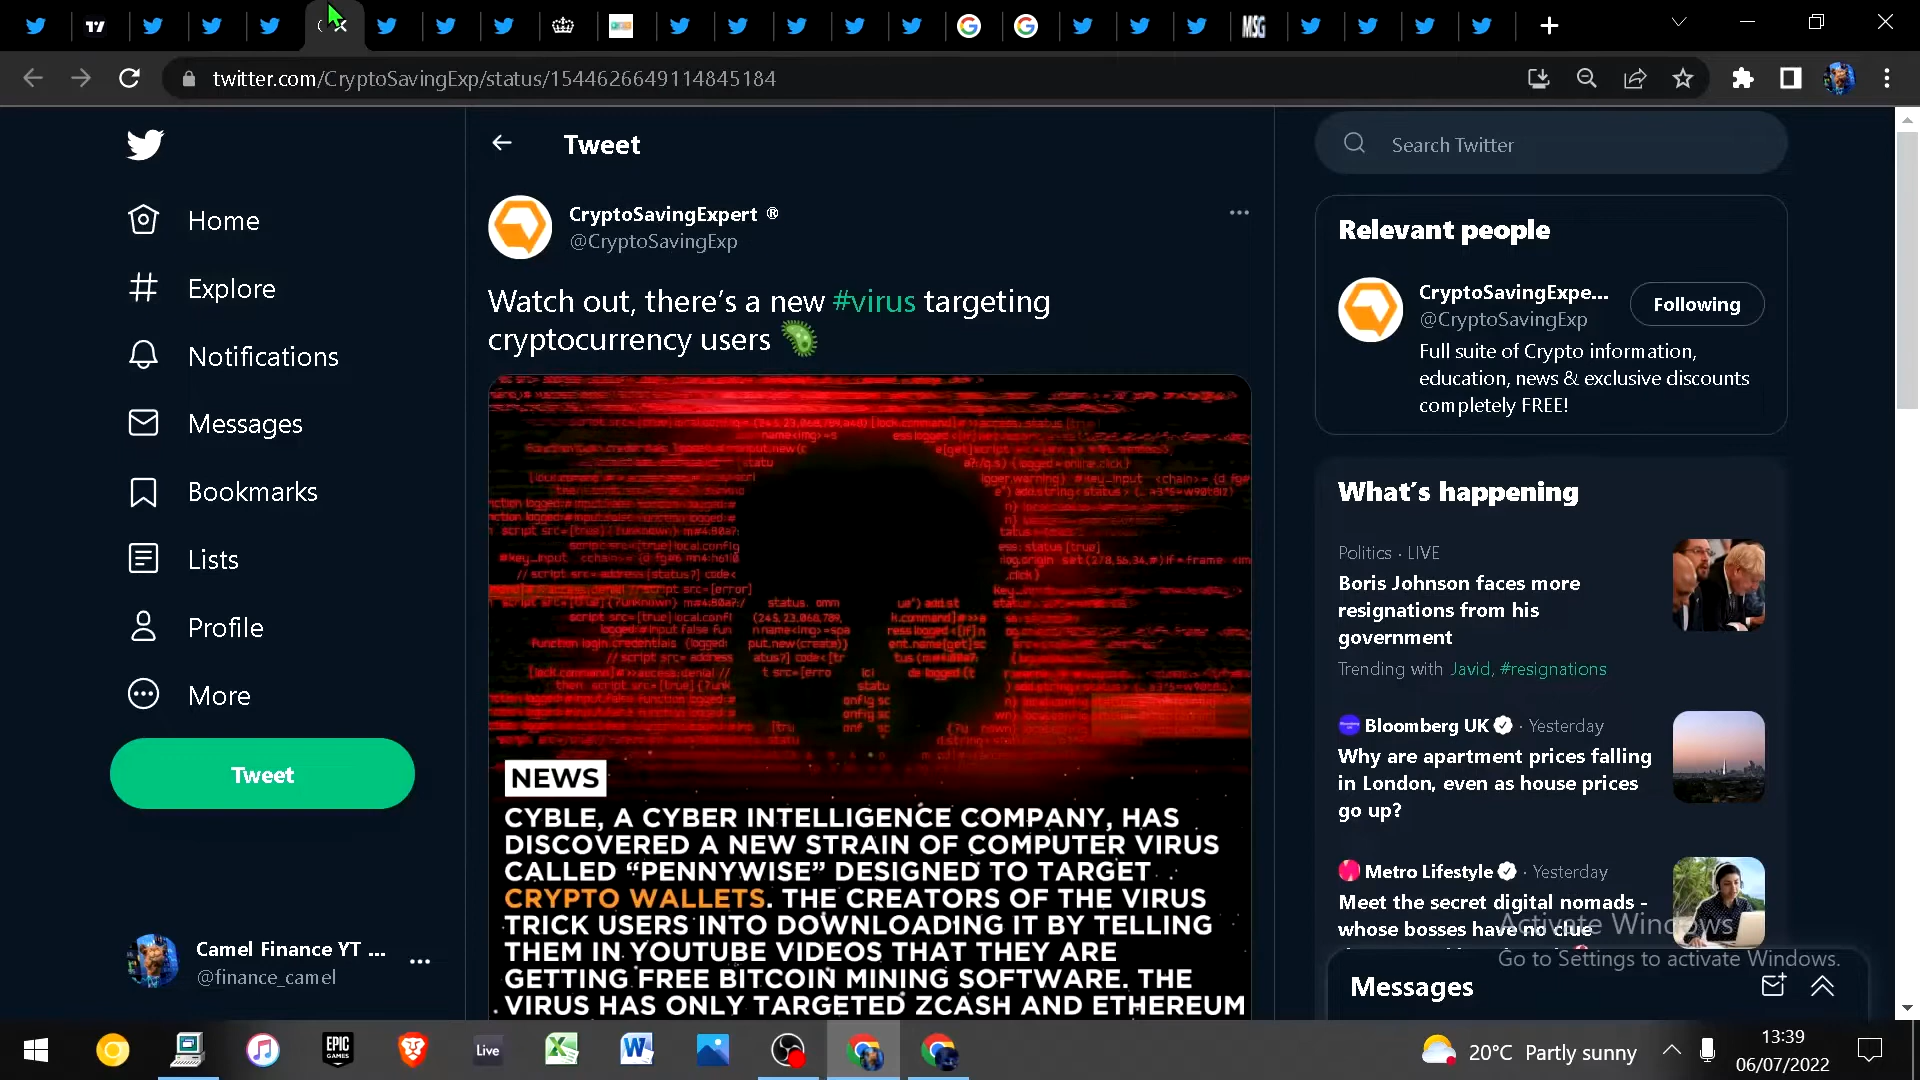 MSG
twitter.com/CryptoSavingExp/status/1544626649114845184
Tweet
Search Twitter
CryptoSavingExpert ®
@CryptoSavingExp
Watch out, there's a new #virus targeting
cryptocurrency users
NEWS
CYBLE, A CYBER INTELLIGENCE COMPANY, HAS
DISCOVERED A NEW STRAIN OF COMPUTER VIRUS
CALLED “PENNYWISE” DESIGNED TO TARGET
CRYPTO WALLETS. THE CREATORS OF THE VIRUS
TRICK USERS INTO DOWNLOADING IT BY TELLING
THEM IN YOUTUBE VIDEOS THAT THEY ARE
GETTING FREE BITCOIN MINING SOFTWARE. THE
VIRUS HAS ONLY TARGETED ZCASH AND ETHEREUM
Home
Explore
Notifications
Messages
Bookmarks
Lists
Profile
More
Tweet
Camel Finance YT ...
@finance_camel
Relevant people
CryptoSavingExpe...
@CryptoSavingExp
Following
Full suite of Crypto information,
education, news & exclusive discounts
completely FREE!
What's happening
Politics · LIVE
Boris Johnson faces more
resignations from his
government
Trending with Javid, #resignations
Bloomberg UK · Yesterday
Why are apartment prices falling
in London, even as house prices
go up?
Metro Lifestyle · Yesterday
Meet the secret digital nomads -
whose bosses have no clue
Activate Windows
Go to Settings to activate Windows.
Messages
EPIC
GAMES
Live
20°C Partly sunny
13:39
06/07/2022